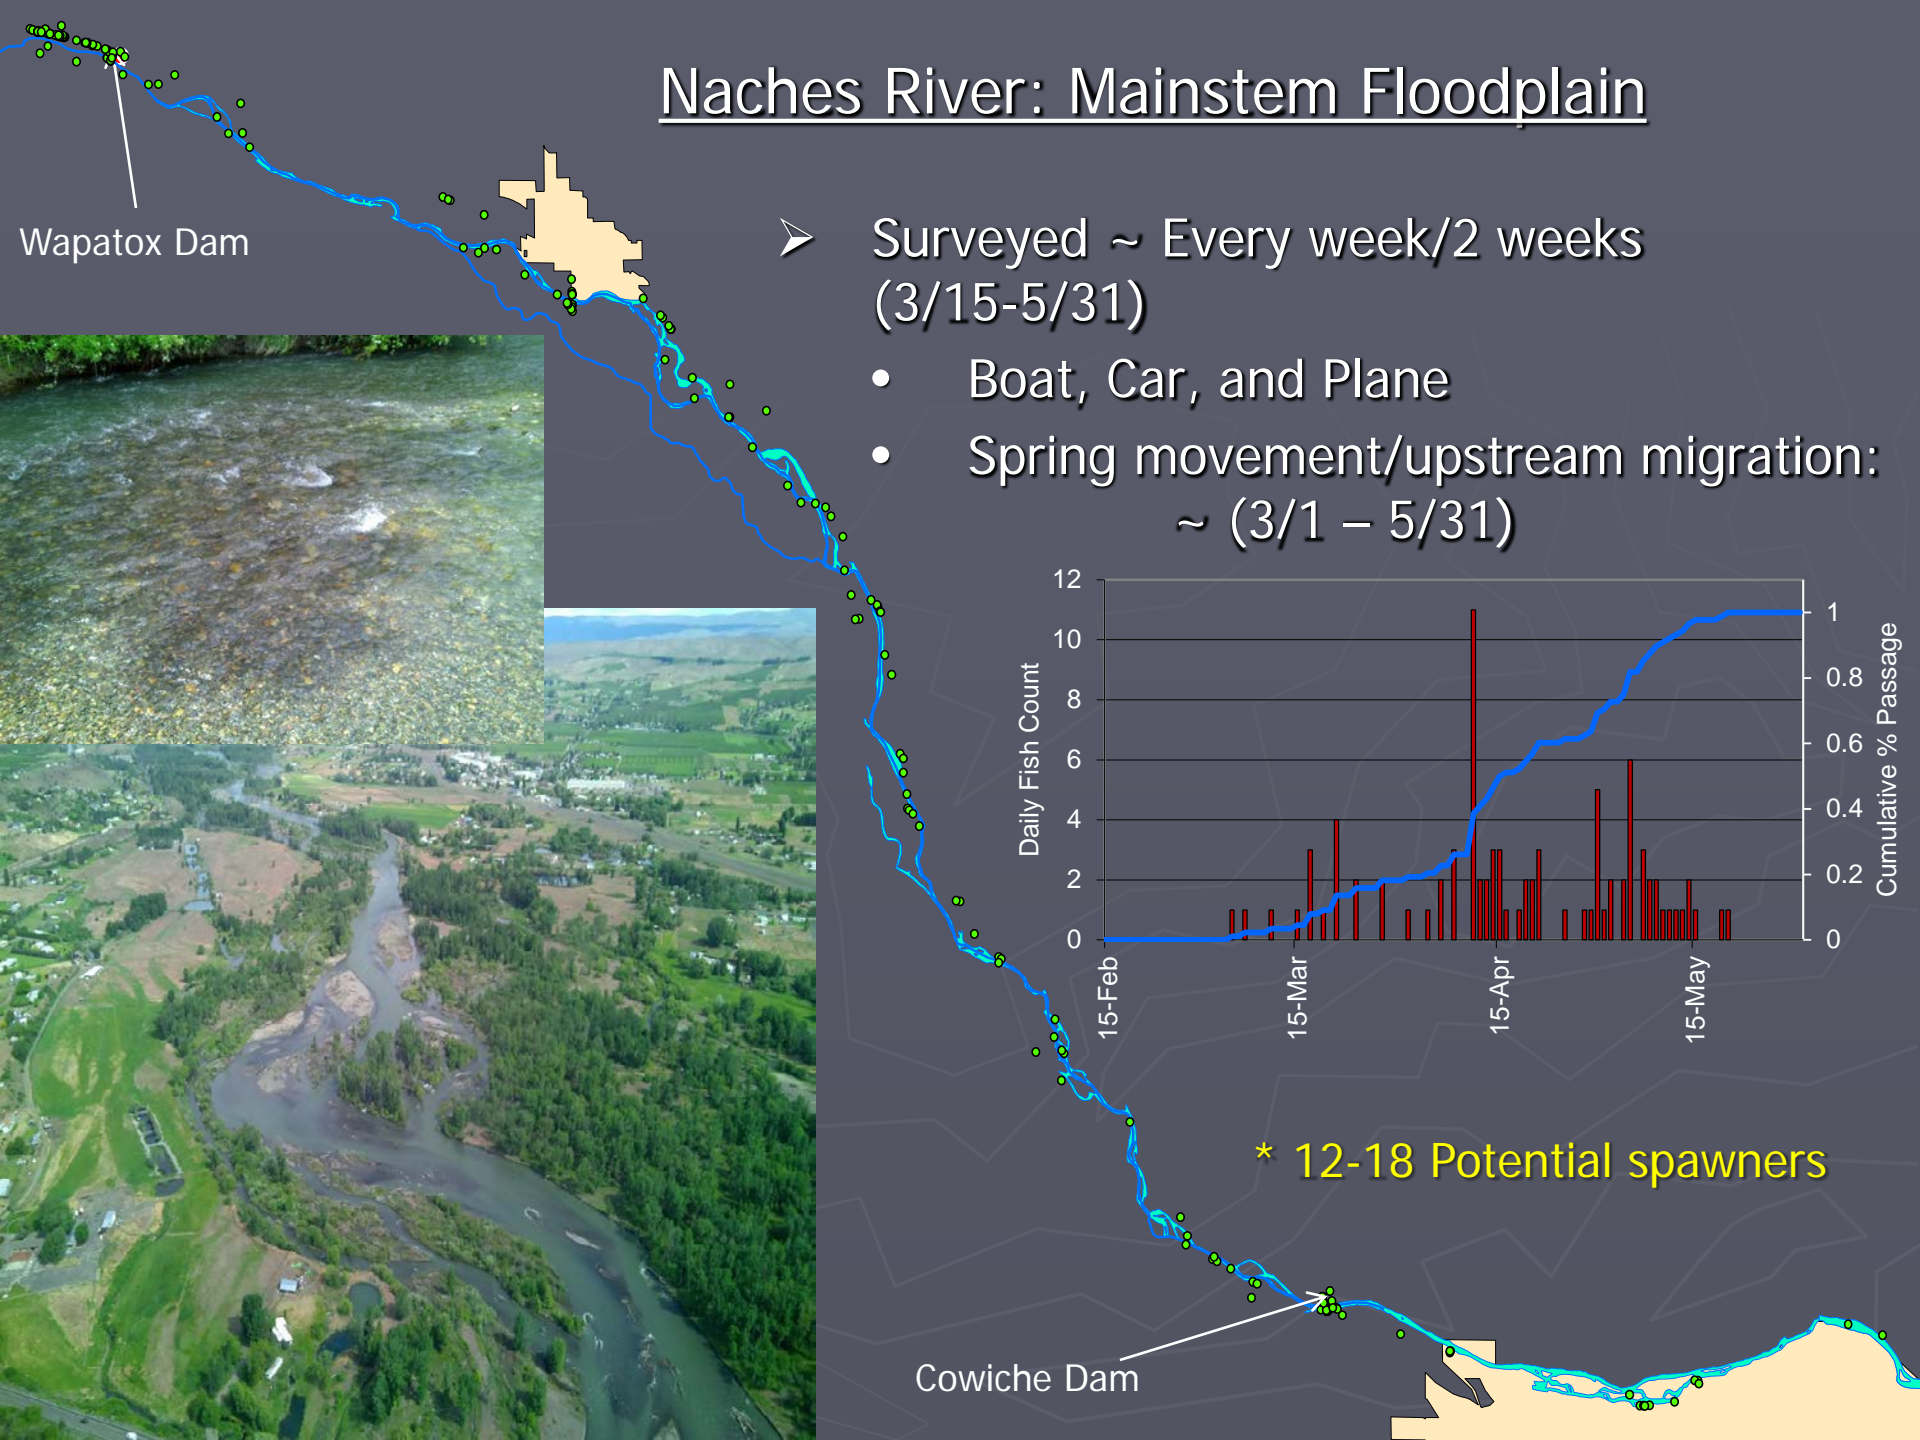 Naches River: Mainstem Floodplain
Wapatox Dam
➢ Surveyed ~ Every week/2 weeks
(3/15-5/31)
• Boat, Car, and Plane
• Spring movement/upstream migration:
~ (3/1 – 5/31)
12
10
8
6
4
2
0
Daily Fish Count
1
0.8
0.6
0.4
0.2
0
Cumulative % Passage
15-Feb
15-Mar
15-Apr
15-May
* 12-18 Potential spawners
Cowiche Dam